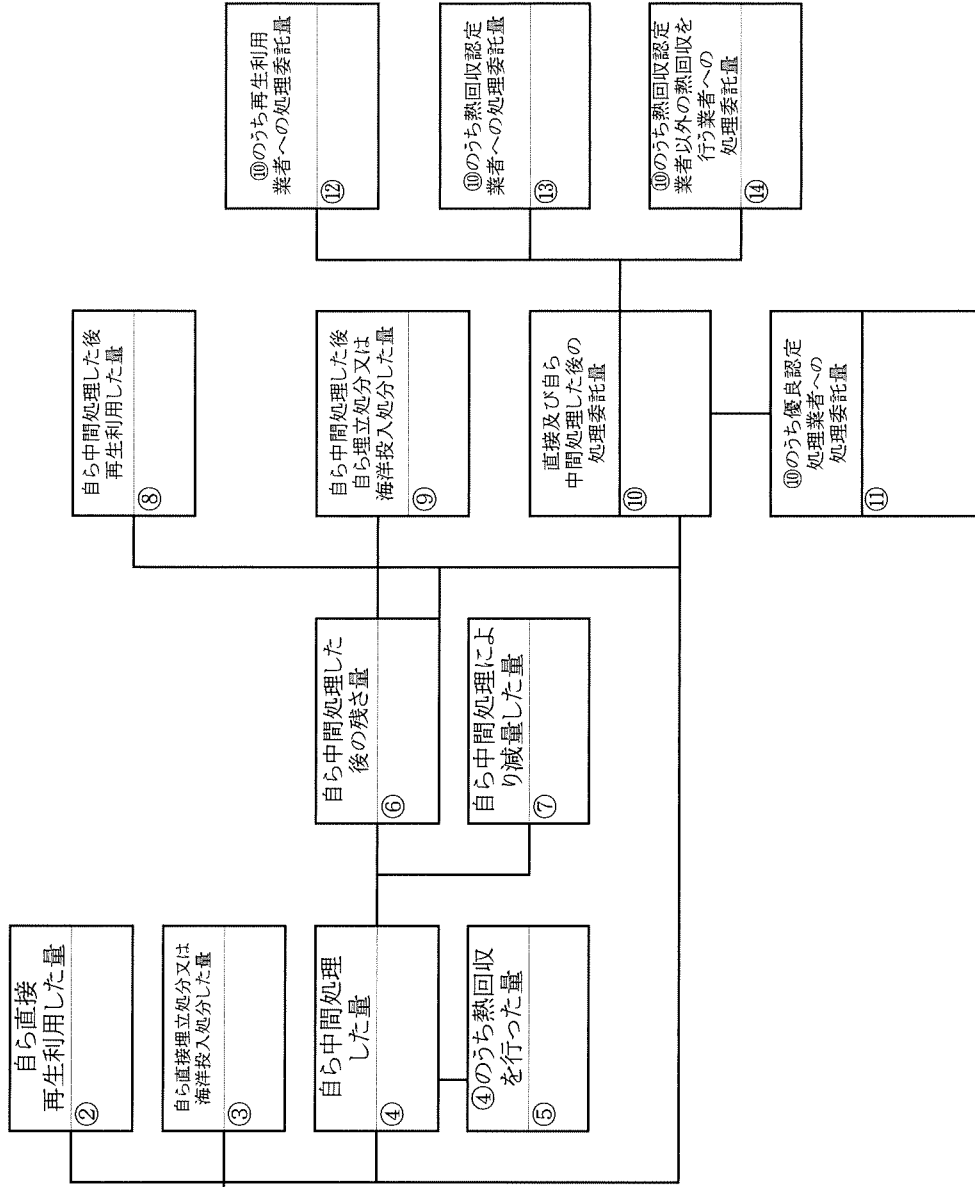 自ら直接
再生利用した量
②
自ら直接埋立処分又は
海洋投入処分した量
③
自ら中間処理
した量
④
④のうち熱回収
を行った量
⑤
自ら中間処理した
後の残さ量
⑥
自ら中間処理によ
り減量した量
⑦
自ら中間処理した後
再生利用した量
⑧
自ら中間処理した後
自ら埋立処分又は
海洋投入処分した量
⑨
直接及び自ら
中間処理した後の
処理委託量
⑩
⑩のうち優良認定
処理業者への
処理委託量
⑪
⑩のうち再生利用
業者への処理委託量
⑫
⑩のうち熱回収認定
業者への処理委託量
⑬
⑩のうち熱回収認定
業者以外の熱回収を
行う業者への
処理委託量
⑭